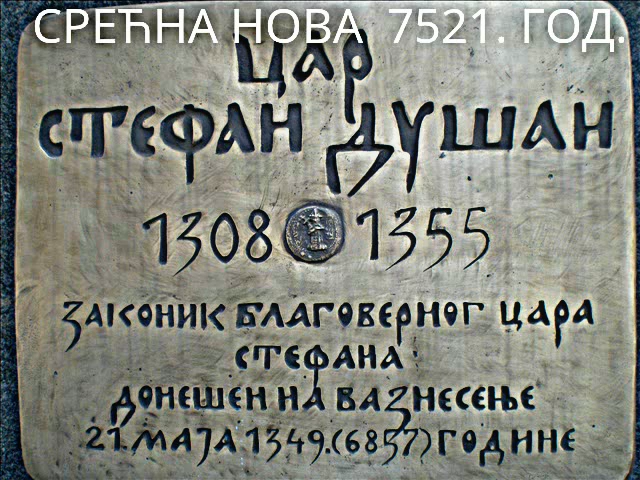 СРЕЋНА НОВА 7521. ГОД.
ЦАР
СТЕФАН ДУШАН
1308 1355
ЗАКОНИК БЛАГОВЕРНОГ ЦАРА
СТЕФАНА
ДОНЕШЕН НА ВАЗНЕСЕЊЕ
21.МАЈА 1349.(6857) ГОДИНЕ